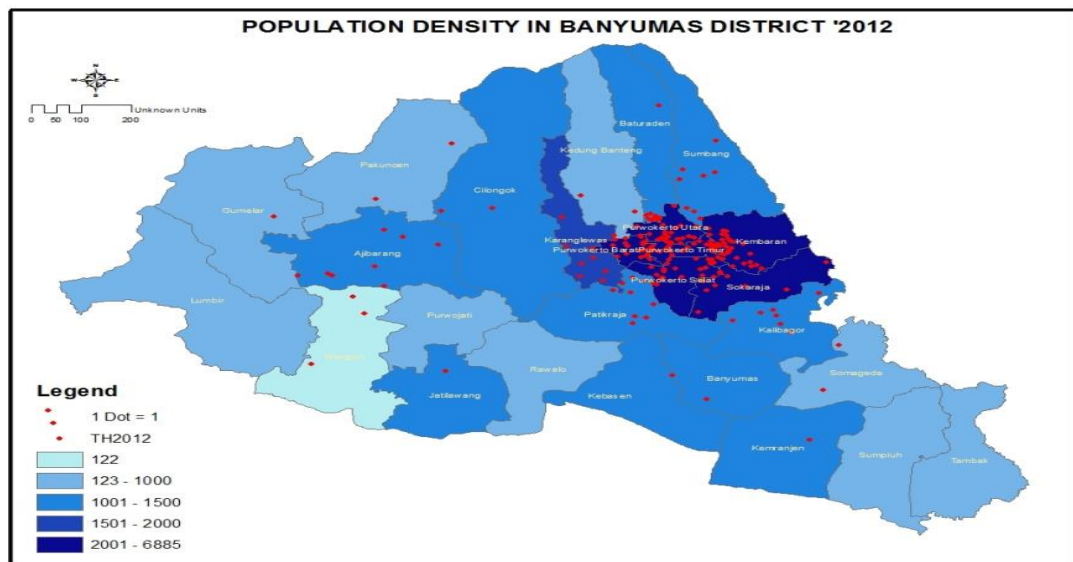 POPULATION DENSITY IN BANYUMAS DISTRICT '2012
N
W E
S
Unknown Units
0 50 100 200
Baturaden
Kedung Banteng
Sumbang
Pakuncen
Cilongok
Gumelar
Purwokerto Utara
Karanglewas
Kembaran
Purwokerto Barat Purwokerto Timur
Ajibarang
Purwokerto Selat
Sokaraja
Lumbir
Patikraja
Purwojati
Kalibagor
Rawalo
Somageda
Banyumas
Jatilawang
Kebasen
Kemranjen
Sumpiuh
Tambak
Legend
1 Dot = 1
TH2012
122
123 - 1000
1001 - 1500
1501 - 2000
2001 - 6885